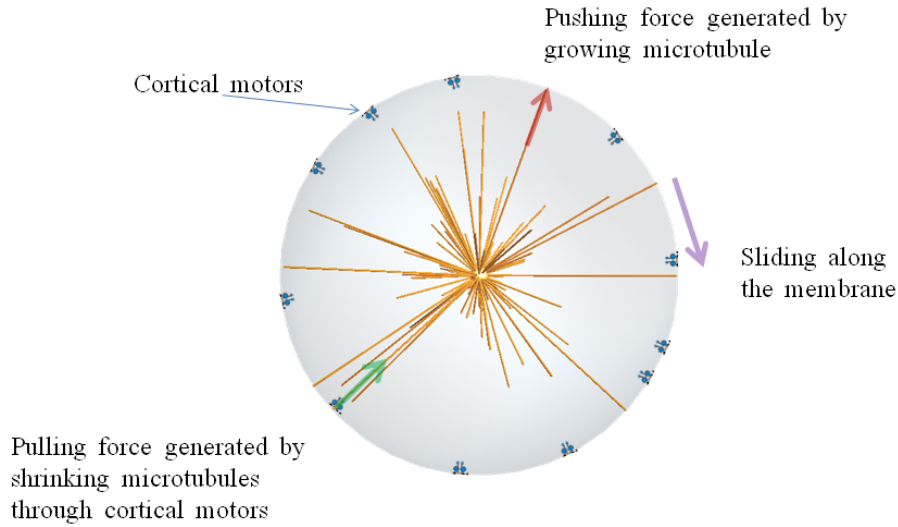 Pushing force generated by
growing microtubule
Cortical motors
Sliding along
the membrane
Pulling force generated by
shrinking microtubules
through cortical motors